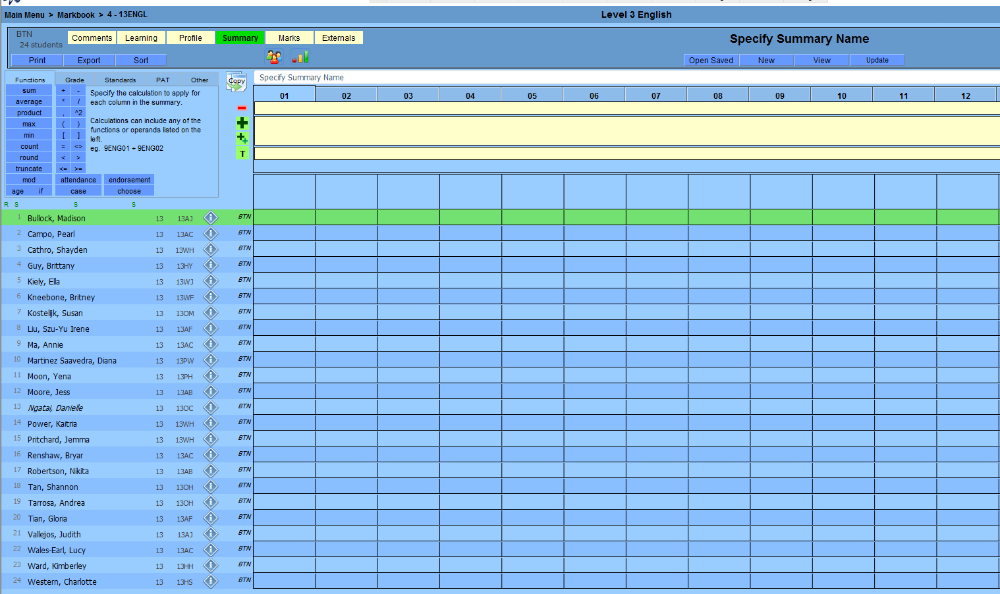 Main Menu > Markbook > 4 - 13ENGL
Level 3 English
BTN
24 students
Comments Learning Profile Summary Marks Externals
Specify Summary Name
Print Export Sort
Open Saved New View Update
Functions Grade Standards PAT Other
Copy
Specify Summary Name
sum + -
average * /
product , ^2
max ( )
min [ ]
count = <>
round < >
truncate <= >=
mod attendance endorsement
age if case choose
Specify the calculation to apply for
each column in the summary.
Calculations can include any of the
functions or operands listed on the
left.
eg. 9ENG01 + 9ENG02
T
01 02 03 04 05 06 07 08 09 10 11 12
R S S S
1 Bullock, Madison 13 13AJ BTN
2 Campo, Pearl 13 13AC BTN
3 Cathro, Shayden 13 13WH BTN
4 Guy, Brittany 13 13HY BTN
5 Kiely, Ella 13 13WJ BTN
6 Kneebone, Britney 13 13WF BTN
7 Kostelijk, Susan 13 13OM BTN
8 Liu, Szu-Yu Irene 13 13AF BTN
9 Ma, Annie 13 13AC BTN
10 Martinez Saavedra, Diana 13 13PW BTN
11 Moon, Yena 13 13PH BTN
12 Moore, Jess 13 13AB BTN
13 Ngatai, Danielle 13 13OC BTN
14 Power, Kaitria 13 13WH BTN
15 Pritchard, Jemma 13 13WH BTN
16 Renshaw, Bryar 13 13AC BTN
17 Robertson, Nikita 13 13AB BTN
18 Tan, Shannon 13 13OH BTN
19 Tarrosa, Andrea 13 13OH BTN
20 Tian, Gloria 13 13AF BTN
21 Vallejos, Judith 13 13AJ BTN
22 Wales-Earl, Lucy 13 13AC BTN
23 Ward, Kimberley 13 13HH BTN
24 Western, Charlotte 13 13HS BTN